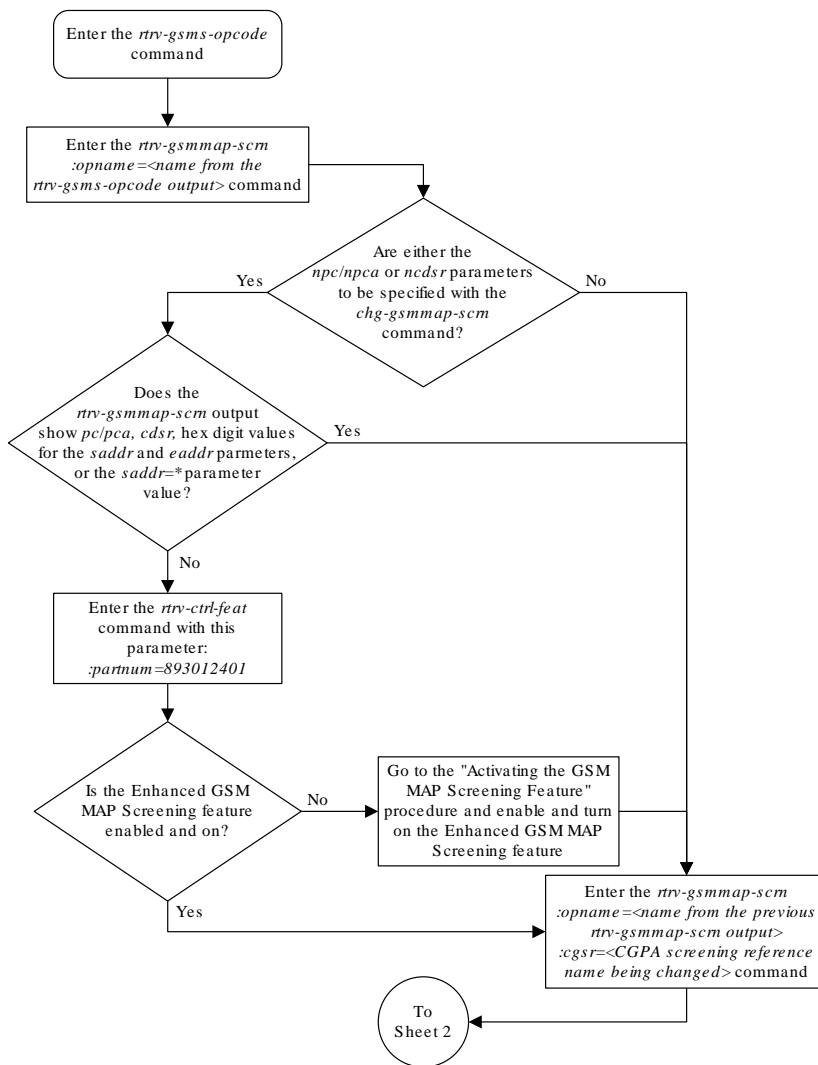 Enter the rtrv-gsms-opcode
command
Enter the rtrv-gsmmap-scrn
:opname=<name from the
rtrv-gsms-opcode output> command
Are either the
npc/npca or ncdsr parameters
to be specified with the
chg-gsmmap-scrn
command?
Yes
No
Does the
rtrv-gsmmap-scrn output
show pc/pca, cdsr, hex digit values
for the saddr and eaddr parmeters,
or the saddr=* parameter
value?
Yes
No
Enter the rtrv-ctrl-feat
command with this
parameter:
:partnum=893012401
Is the Enhanced GSM
MAP Screening feature
enabled and on?
No
Yes
Go to the "Activating the GSM
MAP Screening Feature"
procedure and enable and turn
on the Enhanced GSM MAP
Screening feature
Enter the rtrv-gsmmap-scrn
:opname=<name from the previous
rtrv-gsmmap-scrn output>
:cgsr=<CGPA screening reference
name being changed> command
To
Sheet 2